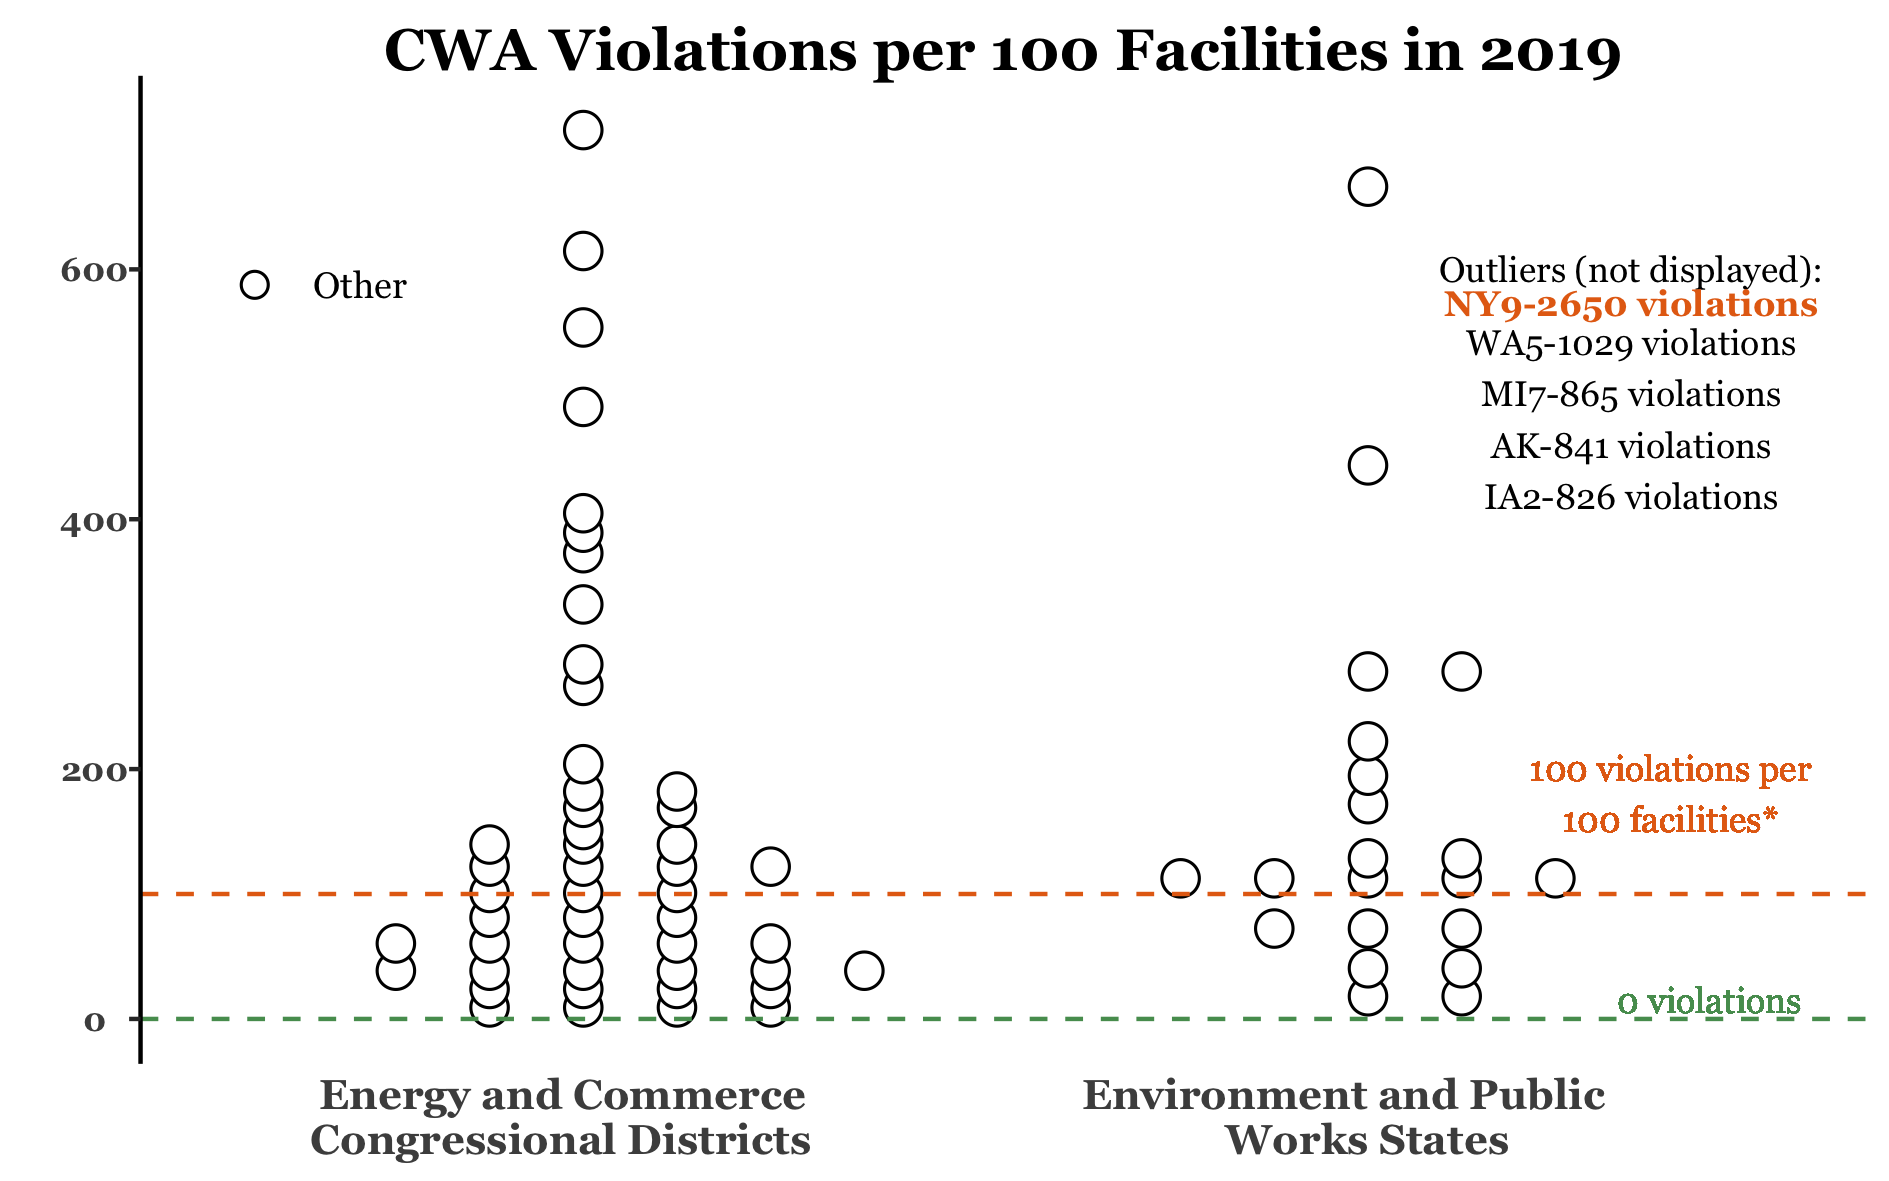 CWA Violations per 100 Facilities in 2019
600
400
200
0
Other
Outliers (not displayed):
NY9-2650 violations
WA5-1029 violations
MI7-865 violations
AK-841 violations
IA2-826 violations
100 violations per
100 facilities*
0 violations
Energy and Commerce
Congressional Districts
Environment and Public
Works States